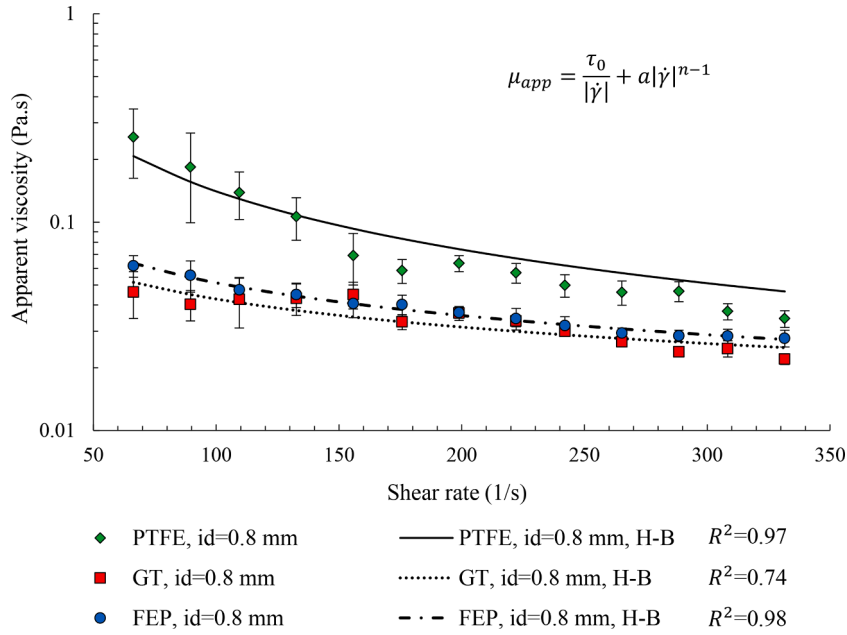 1
μ_app = τ_0/|γ̇| + a|γ̇|^{n−1}
Apparent viscosity (Pa.s)
0.1
0.01
50 100 150 200 250 300 350
Shear rate (1/s)
PTFE, id=0.8 mm PTFE, id=0.8 mm, H-B R²=0.97
GT, id=0.8 mm GT, id=0.8 mm, H-B R²=0.74
FEP, id=0.8 mm FEP, id=0.8 mm, H-B R²=0.98